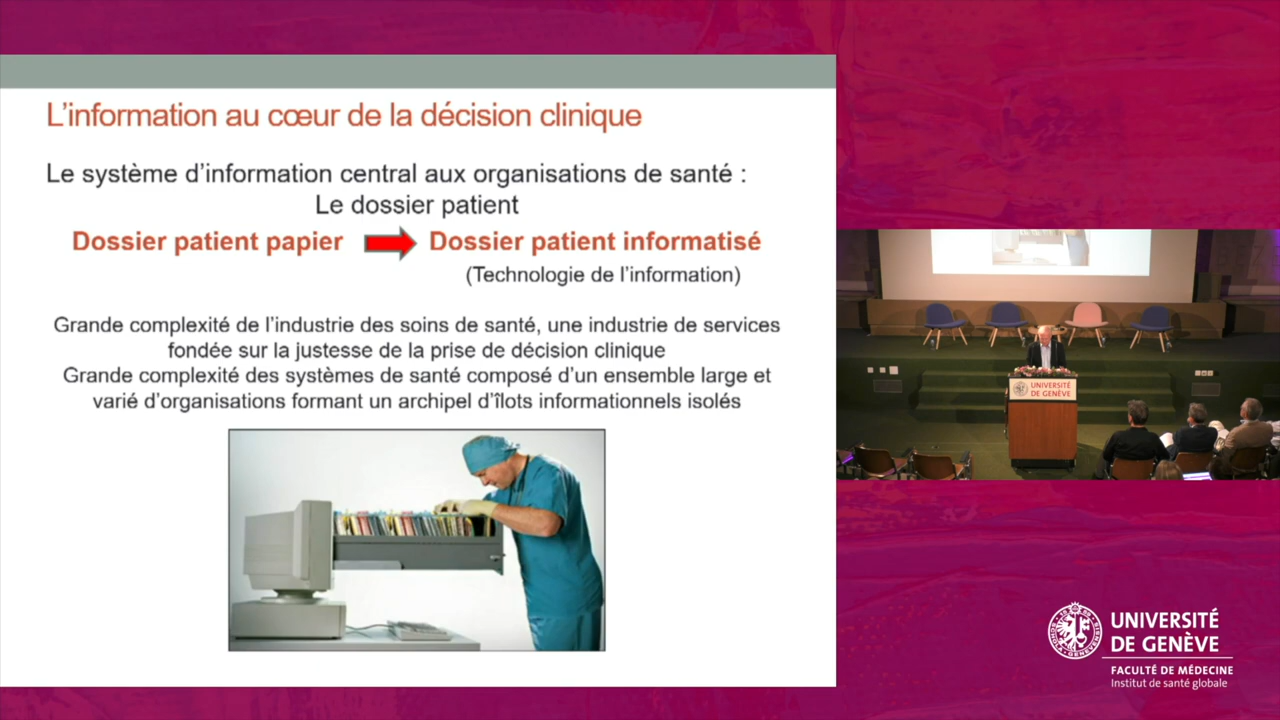 L'information au cœur de la décision clinique
Le système d'information central aux organisations de santé :
Le dossier patient
Dossier patient papier Dossier patient informatisé
(Technologie de l'information)
Grande complexité de l'industrie des soins de santé, une industrie de services
fondée sur la justesse de la prise de décision clinique
Grande complexité des systèmes de santé composé d'un ensemble large et
varié d'organisations formant un archipel d'îlots informationnels isolés
UNIVERSITÉ
DE GENÈVE
UNIVERSITÉ
DE GENÈVE
FACULTÉ DE MÉDECINE
Institut de santé globale